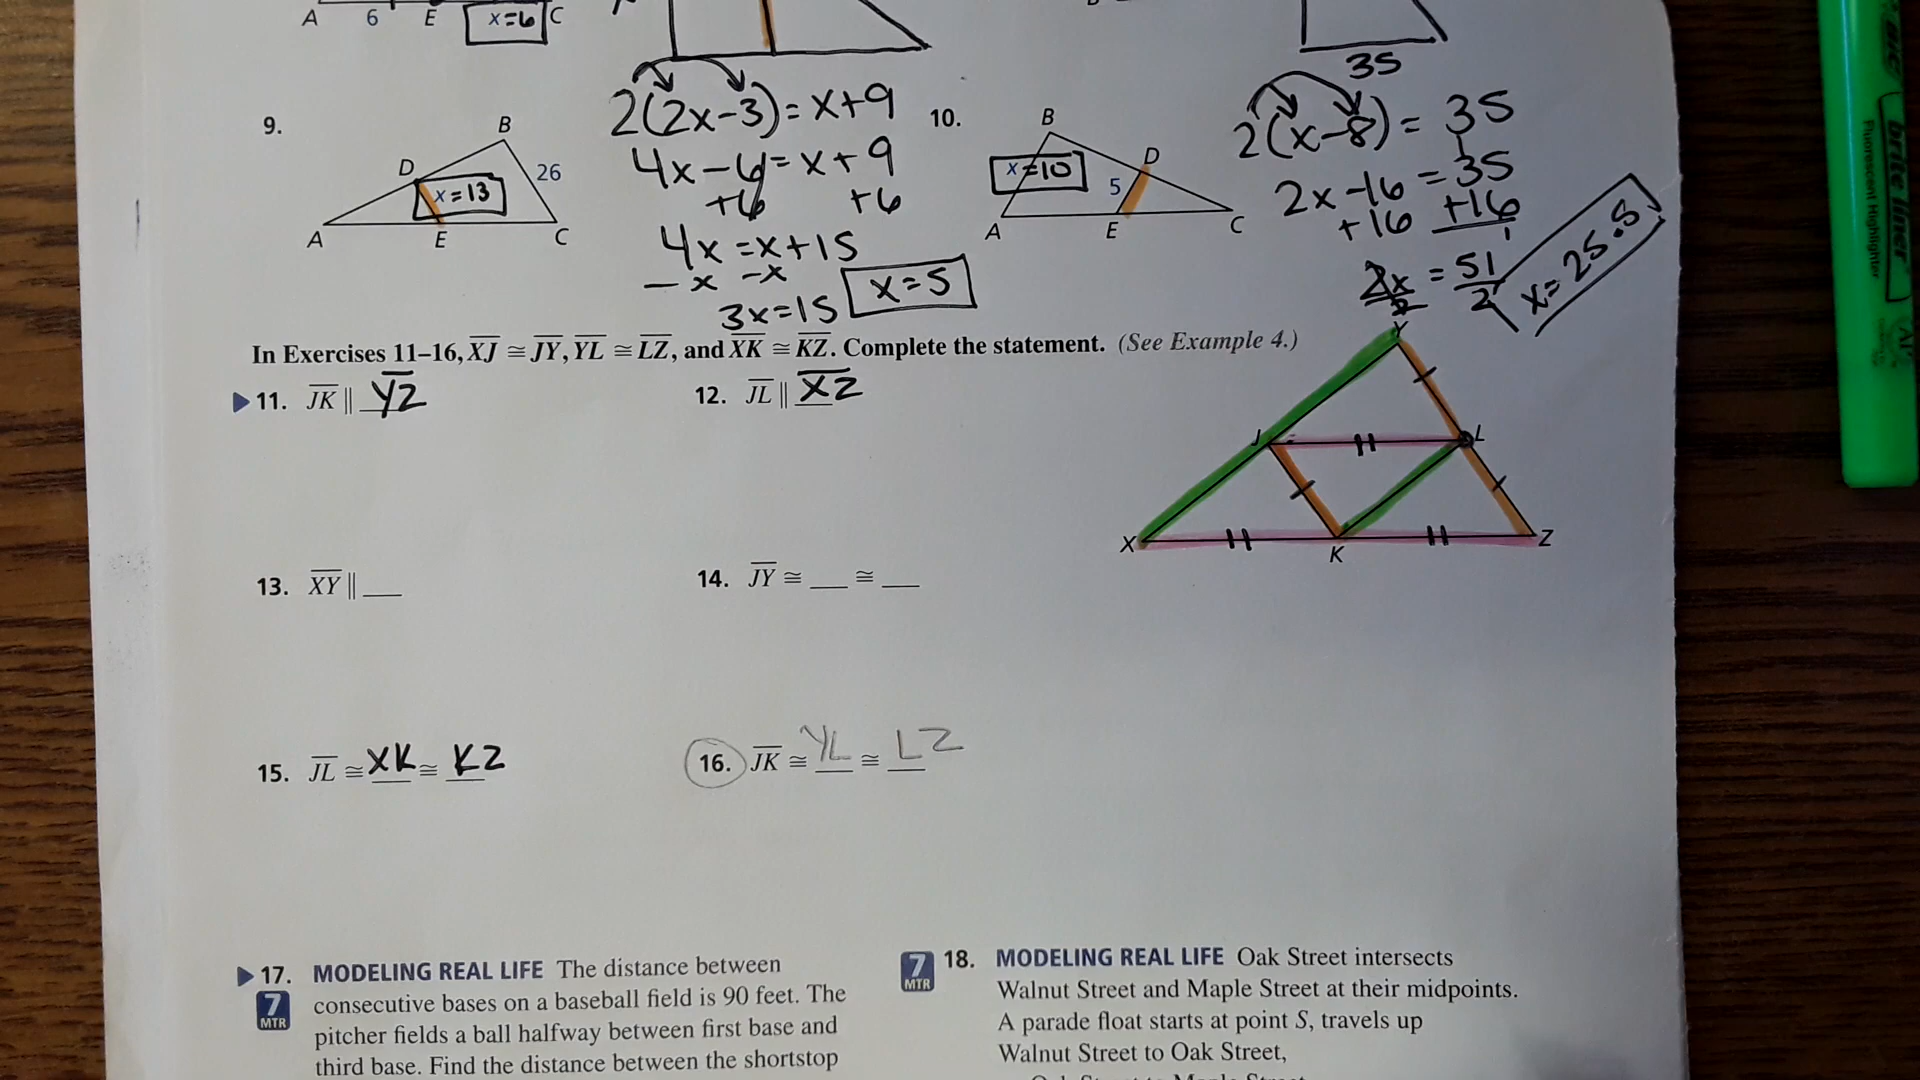 A 6 E x=6 C
35
9.
B
D
26
x=13
A E C
2(2x-3)=x+9
4x-6=x+9
+6 +6
4x=x+15
-x -x
3x=15
x=5
10.
B
D
x=10
5
A E C
2(x-8)=35
2x-16=35
+16 +16
2x/2=51/2
x=25.5
In Exercises 11–16, XJ ≅ JY, YL ≅ LZ, and XK ≅ KZ. Complete the statement. (See Example 4.)
11. JK ∥ YZ
12. JL ∥ XZ
Y
J L
X K Z
13. XY ∥ __
14. JY ≅ __ ≅ __
15. JL ≅ XK ≅ KZ
16. JK ≅ YL ≅ LZ
17. MODELING REAL LIFE The distance between
7 MTR
consecutive bases on a baseball field is 90 feet. The
pitcher fields a ball halfway between first base and
third base. Find the distance between the shortstop
7 MTR
18. MODELING REAL LIFE Oak Street intersects
Walnut Street and Maple Street at their midpoints.
A parade float starts at point S, travels up
Walnut Street to Oak Street,
brite liner
Fluorescent Highlighter